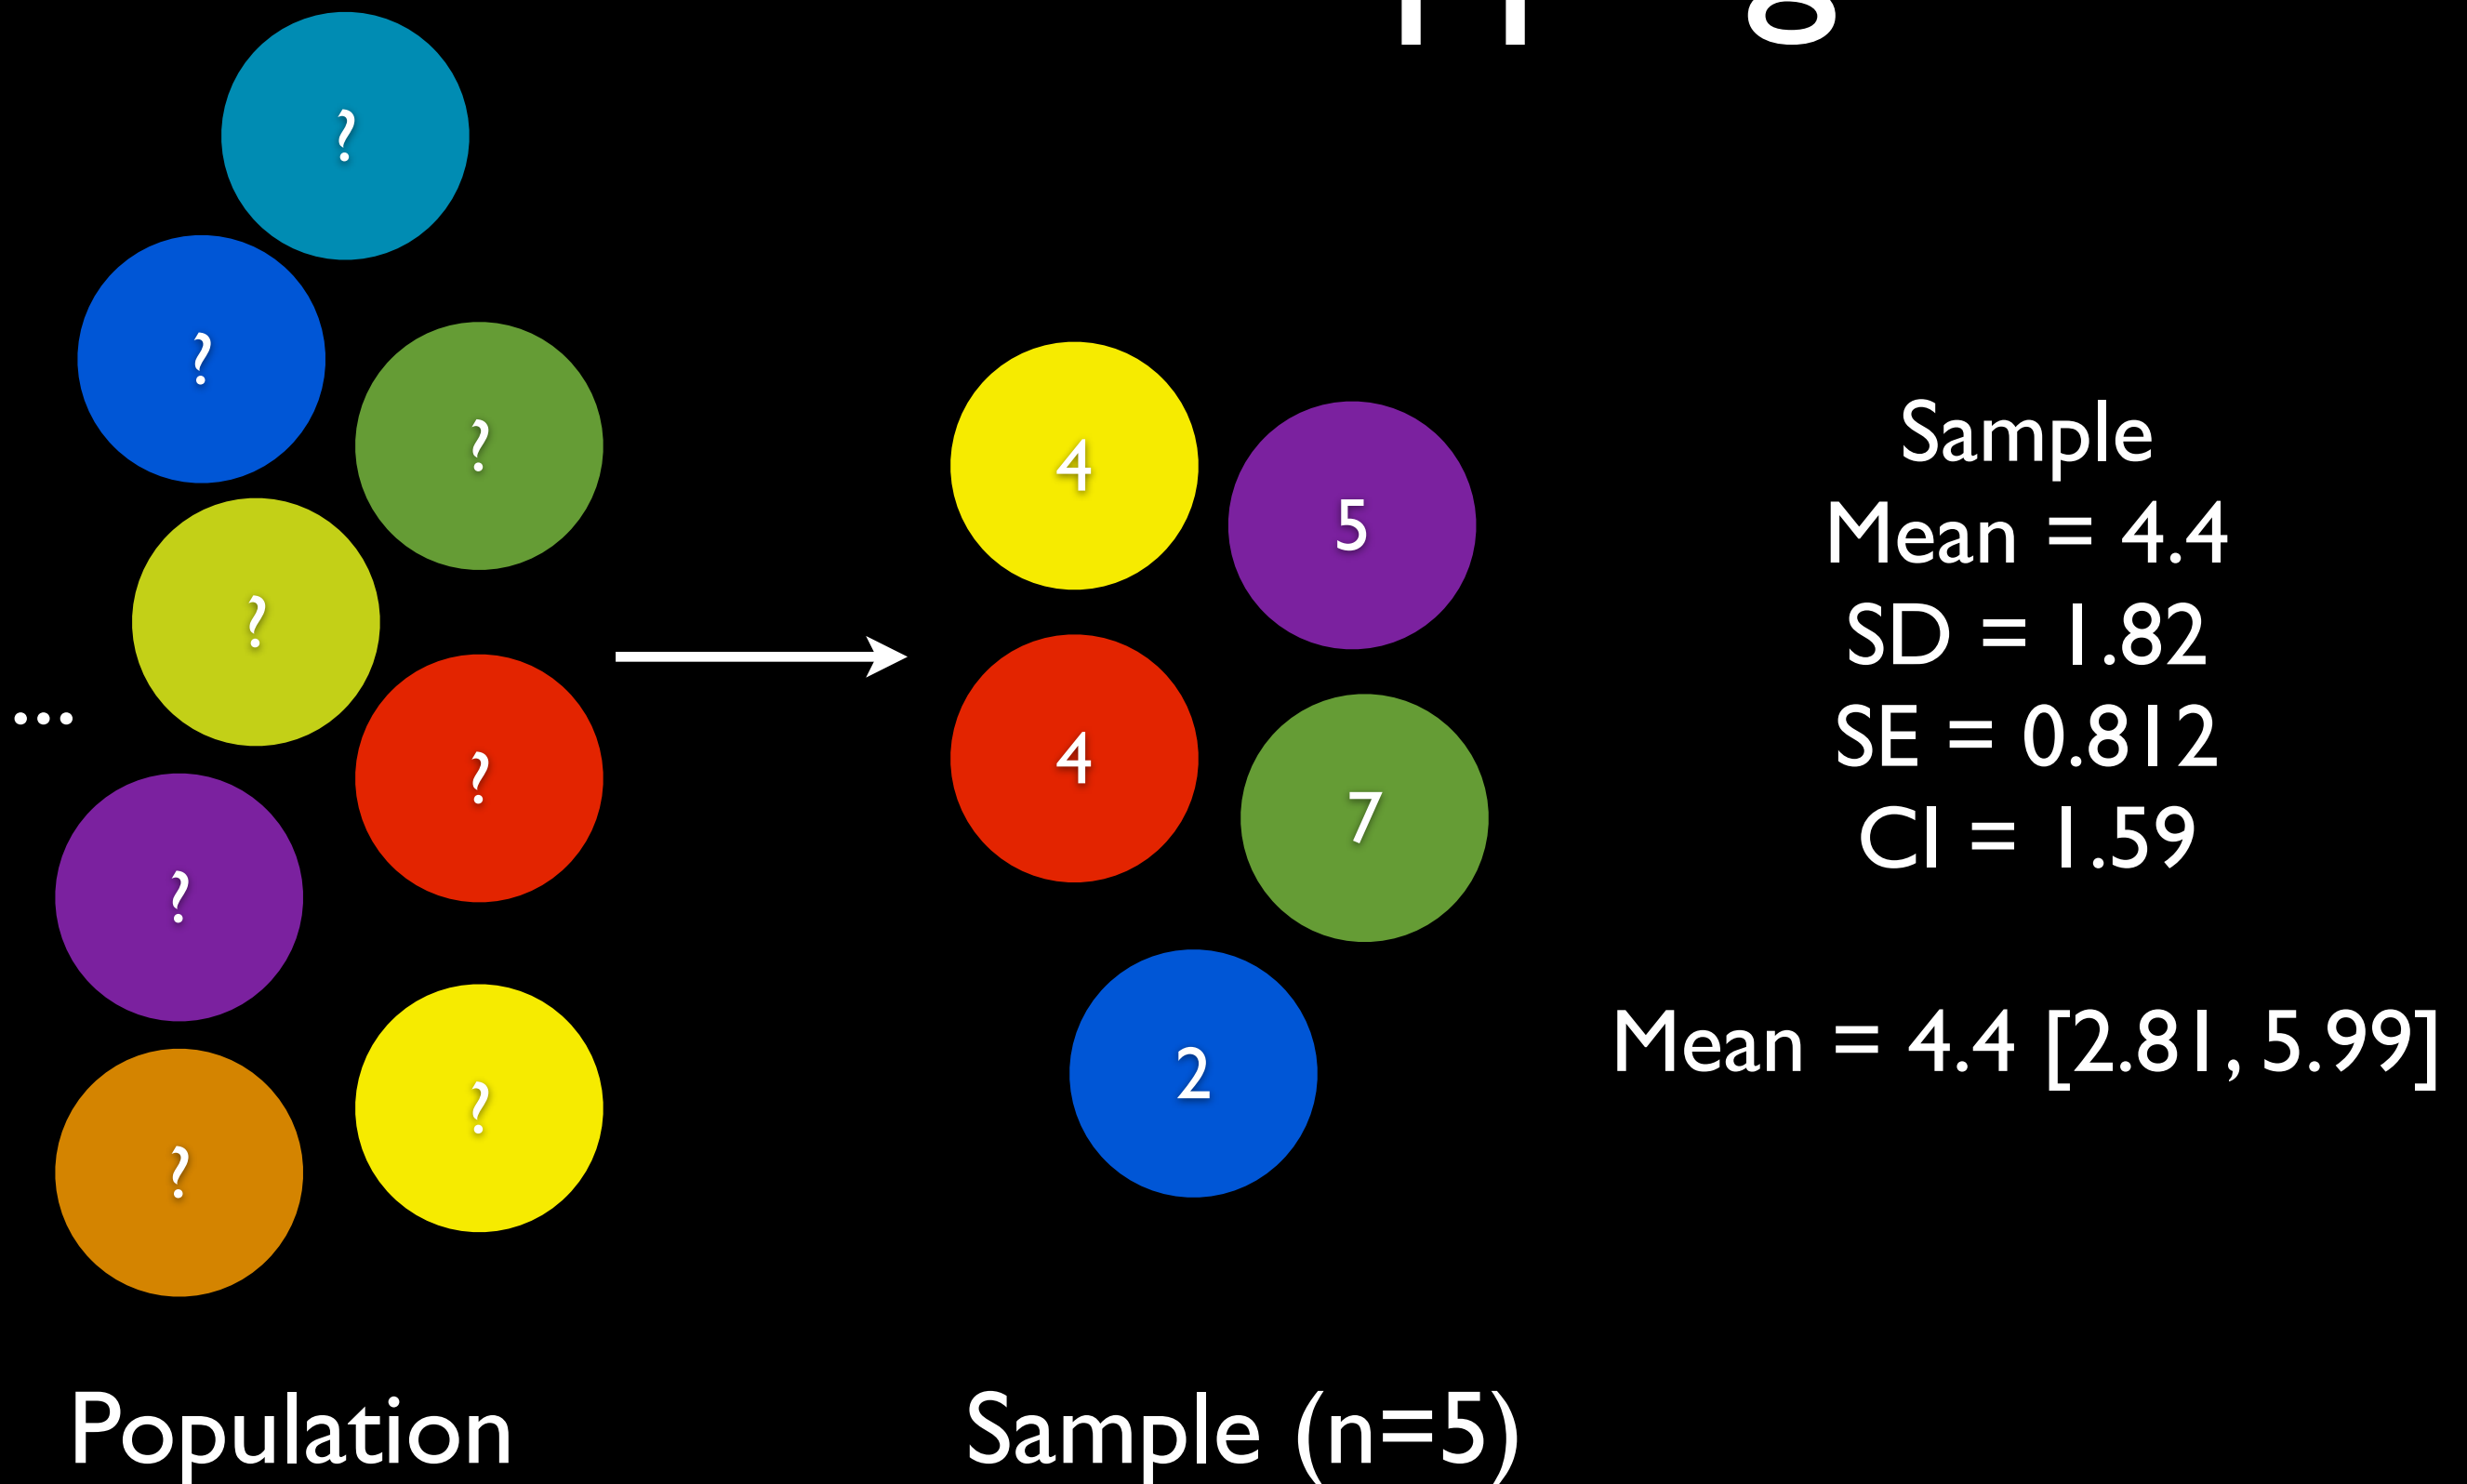 ?
?
?
?
?
?
?
?
...
4
5
4
7
2
Sample
Mean = 4.4
SD = 1.82
SE = 0.812
CI = 1.59
Mean = 4.4 [2.81, 5.99]
Population
Sample (n=5)